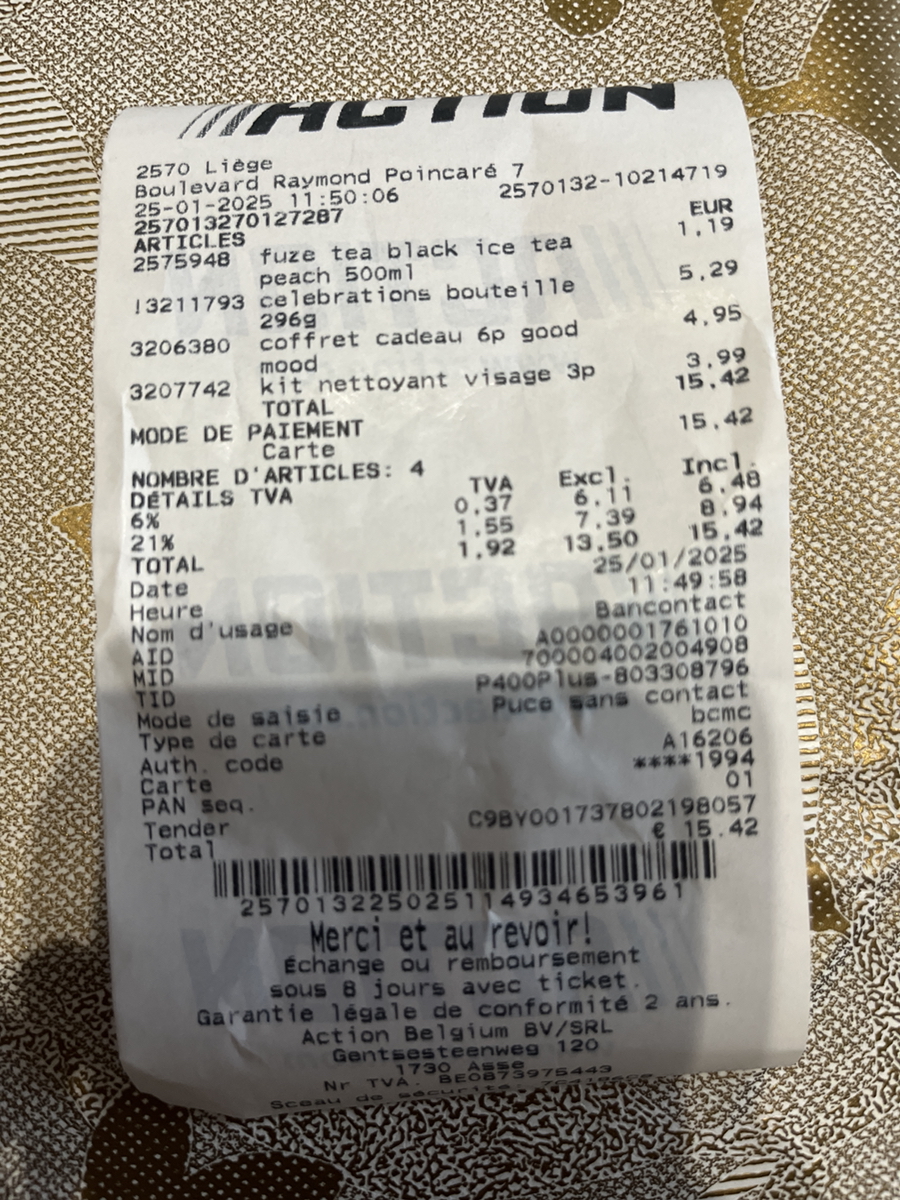 ACTION
2570 Liège
Boulevard Raymond Poincaré 7
25-01-2025 11:50:06 2570132-10214719
257013270127287
ARTICLES EUR
2575948 fuze tea black ice tea 1,19
peach 500ml
!3211793 celebrations bouteille 5,29
296g
3206380 coffret cadeau 6p good 4,95
mood
3207742 kit nettoyant visage 3p 3,99
TOTAL 15,42
MODE DE PAIEMENT
Carte 15,42
NOMBRE D'ARTICLES: 4
DÉTAILS TVA TVA Excl. Incl.
6% 0,37 6,11 6,48
21% 1,55 7,39 8,94
TOTAL 1,92 13,50 15,42
Date 25/01/2025
Heure 11:49:58
Nom d'usage Bancontact
AID A0000001761010
MID 700004002004908
TID P400Plus-803308796
Mode de saisie Puce sans contact
Type de carte bcmc
Auth. code A16206
Carte ****1994
PAN seq. 01
Tender C9BY001737802198057
Total € 15.42
2570132250251149346539​61
Merci et au revoir!
Échange ou remboursement
sous 8 jours avec ticket.
Garantie légale de conformité 2 ans.
Action Belgium BV/SRL
Gentsesteenweg 120
1730 Asse
Nr TVA. BE0873975443
Sceau de sécurité: